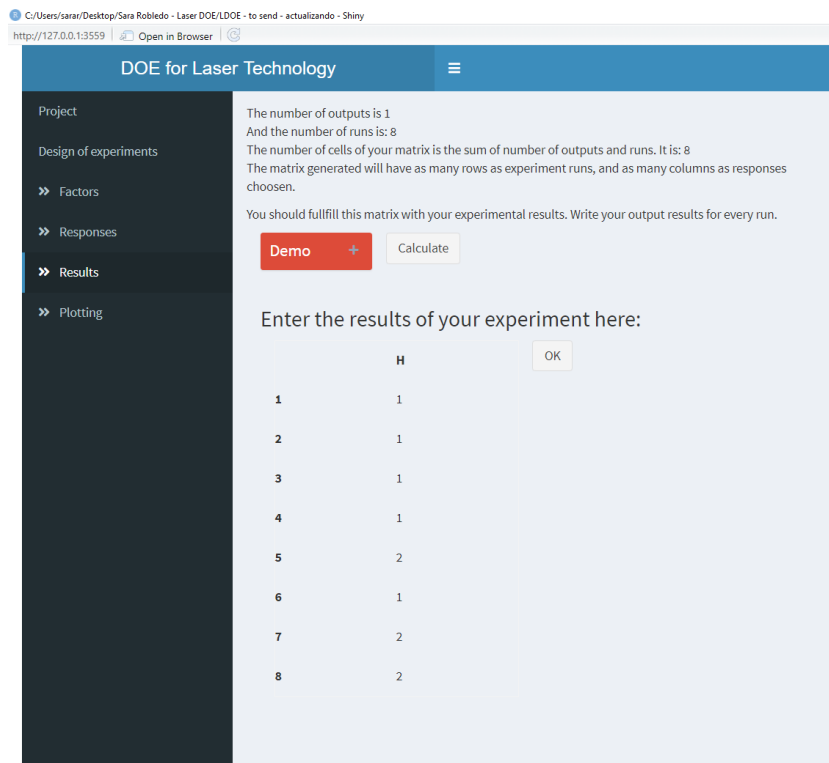 C:/Users/sarar/Desktop/Sara Robledo - Laser DOE/LDOE - to send - actualizando - Shiny
http://127.0.0.1:3559 Open in Browser
DOE for Laser Technology
Project
Design of experiments
Factors
Responses
Results
Plotting
The number of outputs is 1
And the number of runs is: 8
The number of cells of your matrix is the sum of number of outputs and runs. It is: 8
The matrix generated will have as many rows as experiment runs, and as many columns as responses
choosen.
You should fullfill this matrix with your experimental results. Write your output results for every run.
Demo + Calculate
Enter the results of your experiment here:
H OK
1 1
2 1
3 1
4 1
5 2
6 1
7 2
8 2